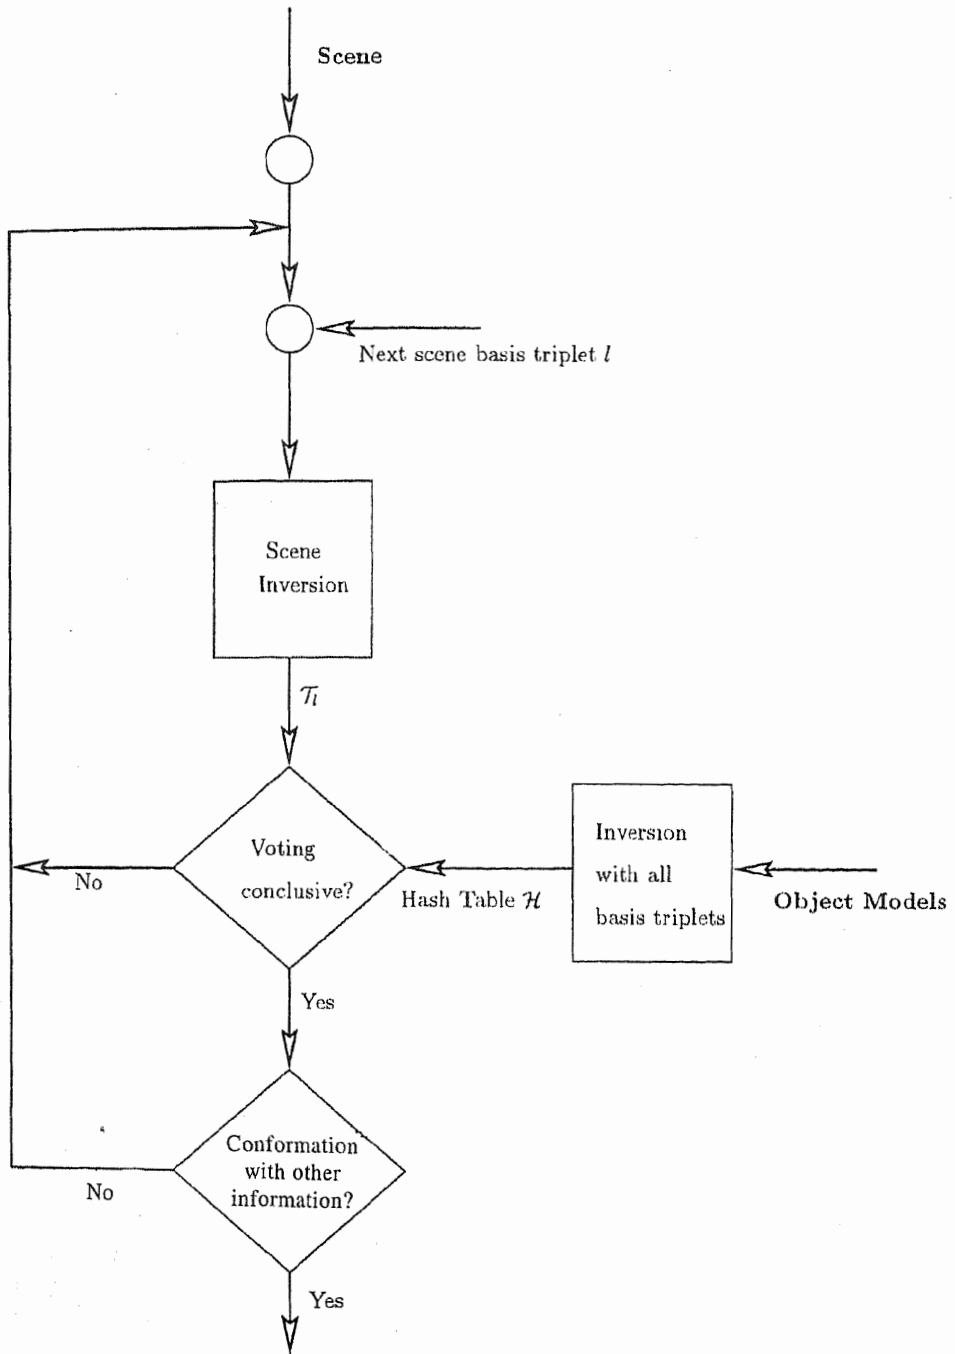 Scene
Next scene basis triplet l
Scene
Inversion
𝒯l
Voting
conclusive?
No
Hash Table ℋ
Inversion
with all
basis triplets
Object Models
Yes
Conformation
with other
information?
No
Yes